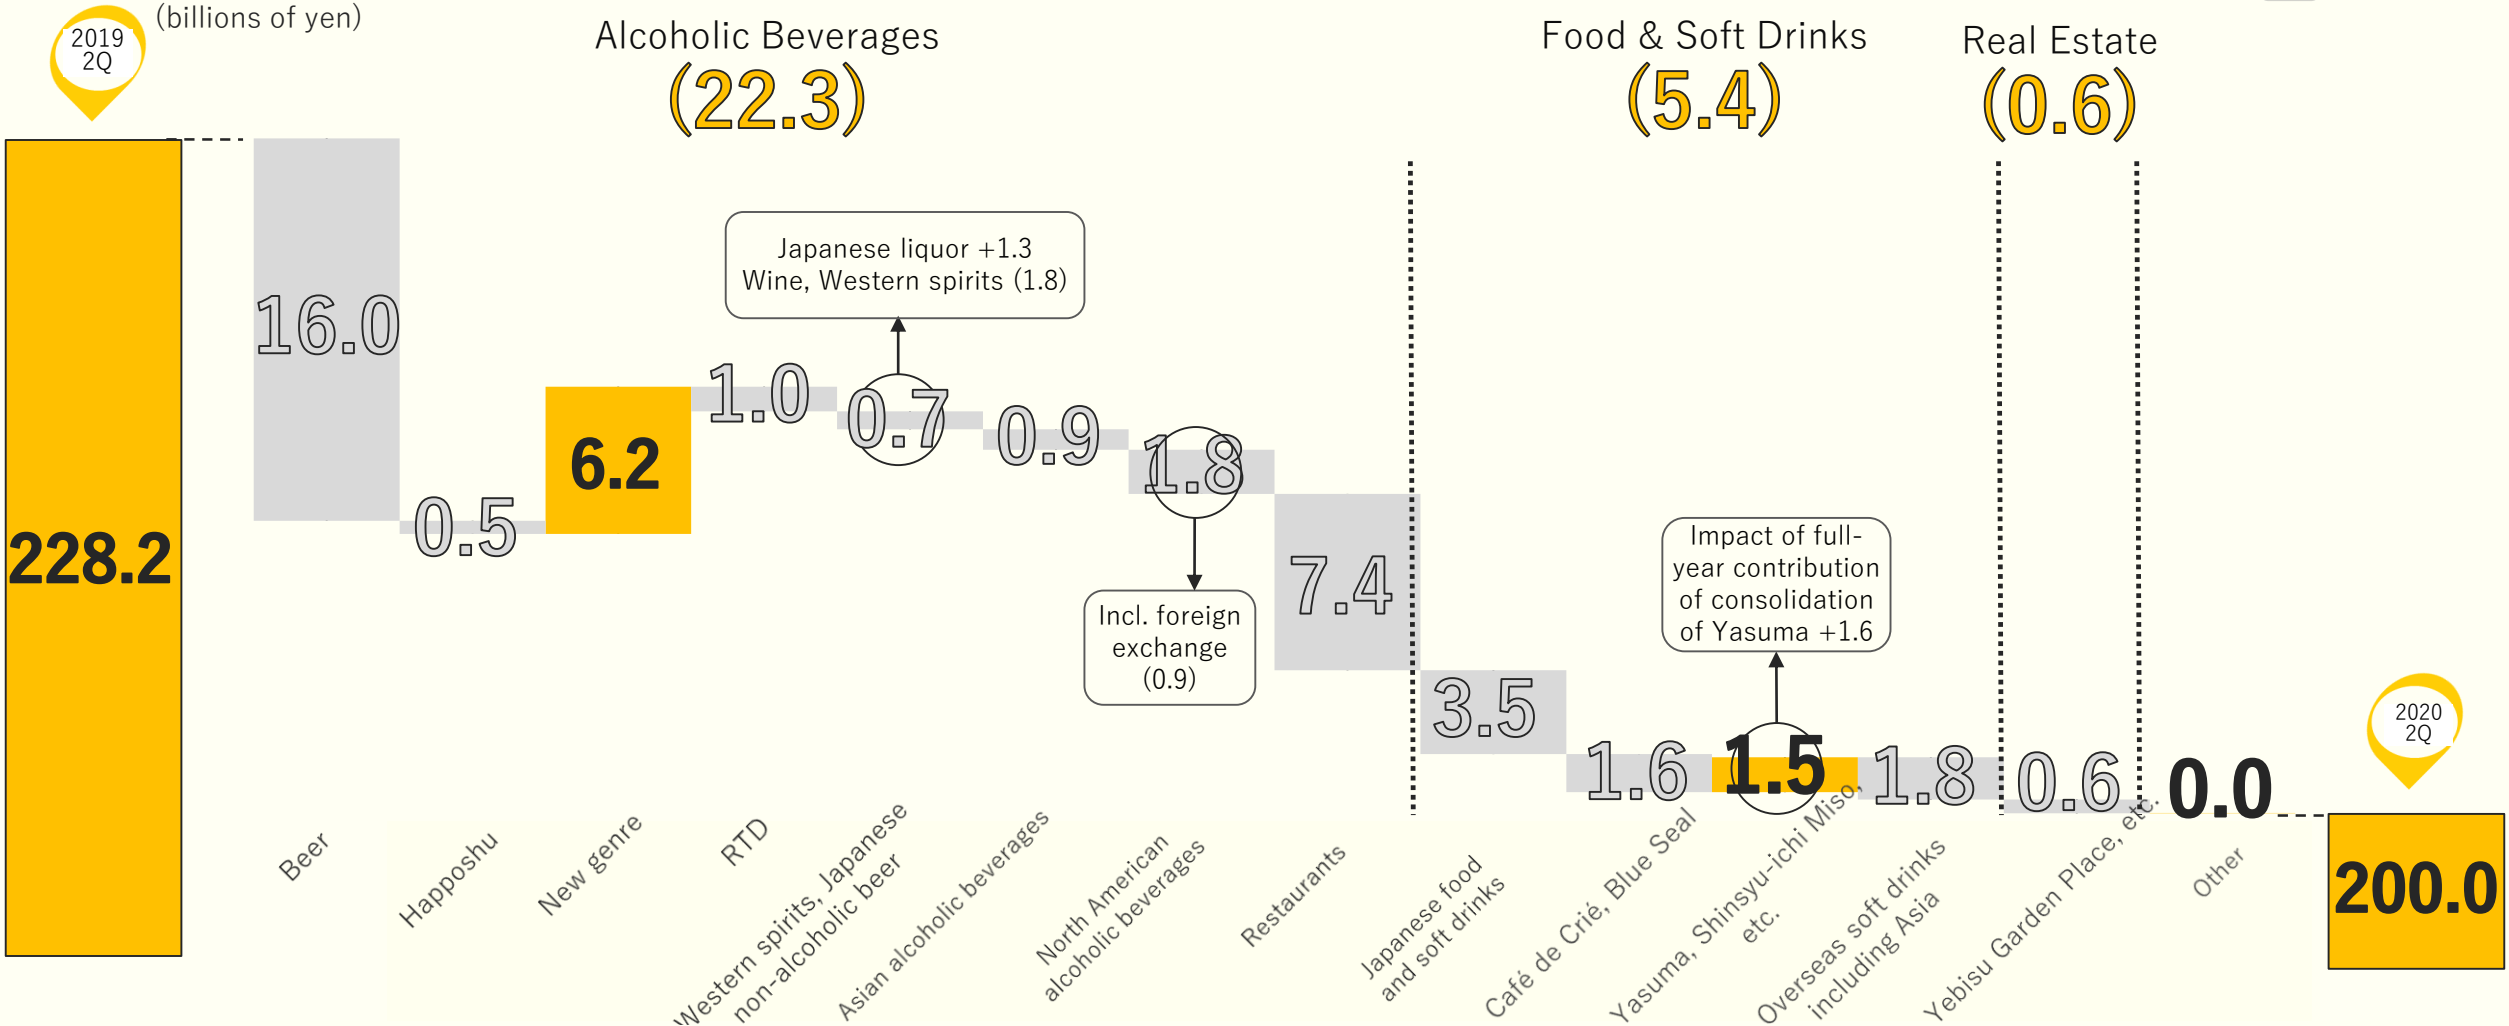 (billions of yen)
2019
2Q
Alcoholic Beverages
(22.3)
Food & Soft Drinks
(5.4)
Real Estate
(0.6)
228.2
16.0
0.5
6.2
1.0
0.7
0.9
1.8
7.4
3.5
1.6
1.5
1.8
0.6
0.0
200.0
Japanese liquor +1.3
Wine, Western spirits (1.8)
Incl. foreign
exchange
(0.9)
Impact of full-
year contribution
of consolidation
of Yasuma +1.6
2020
2Q
Beer
Happoshu
New genre
RTD
Western spirits, Japanese
non-alcoholic beer
Asian alcoholic beverages
North American
alcoholic beverages
Restaurants
Japanese food
and soft drinks
Café de Crié, Blue Seal
Yasuma, Shinsyu-ichi Miso,
etc.
Overseas soft drinks
including Asia
Yebisu Garden Place, etc.
Other